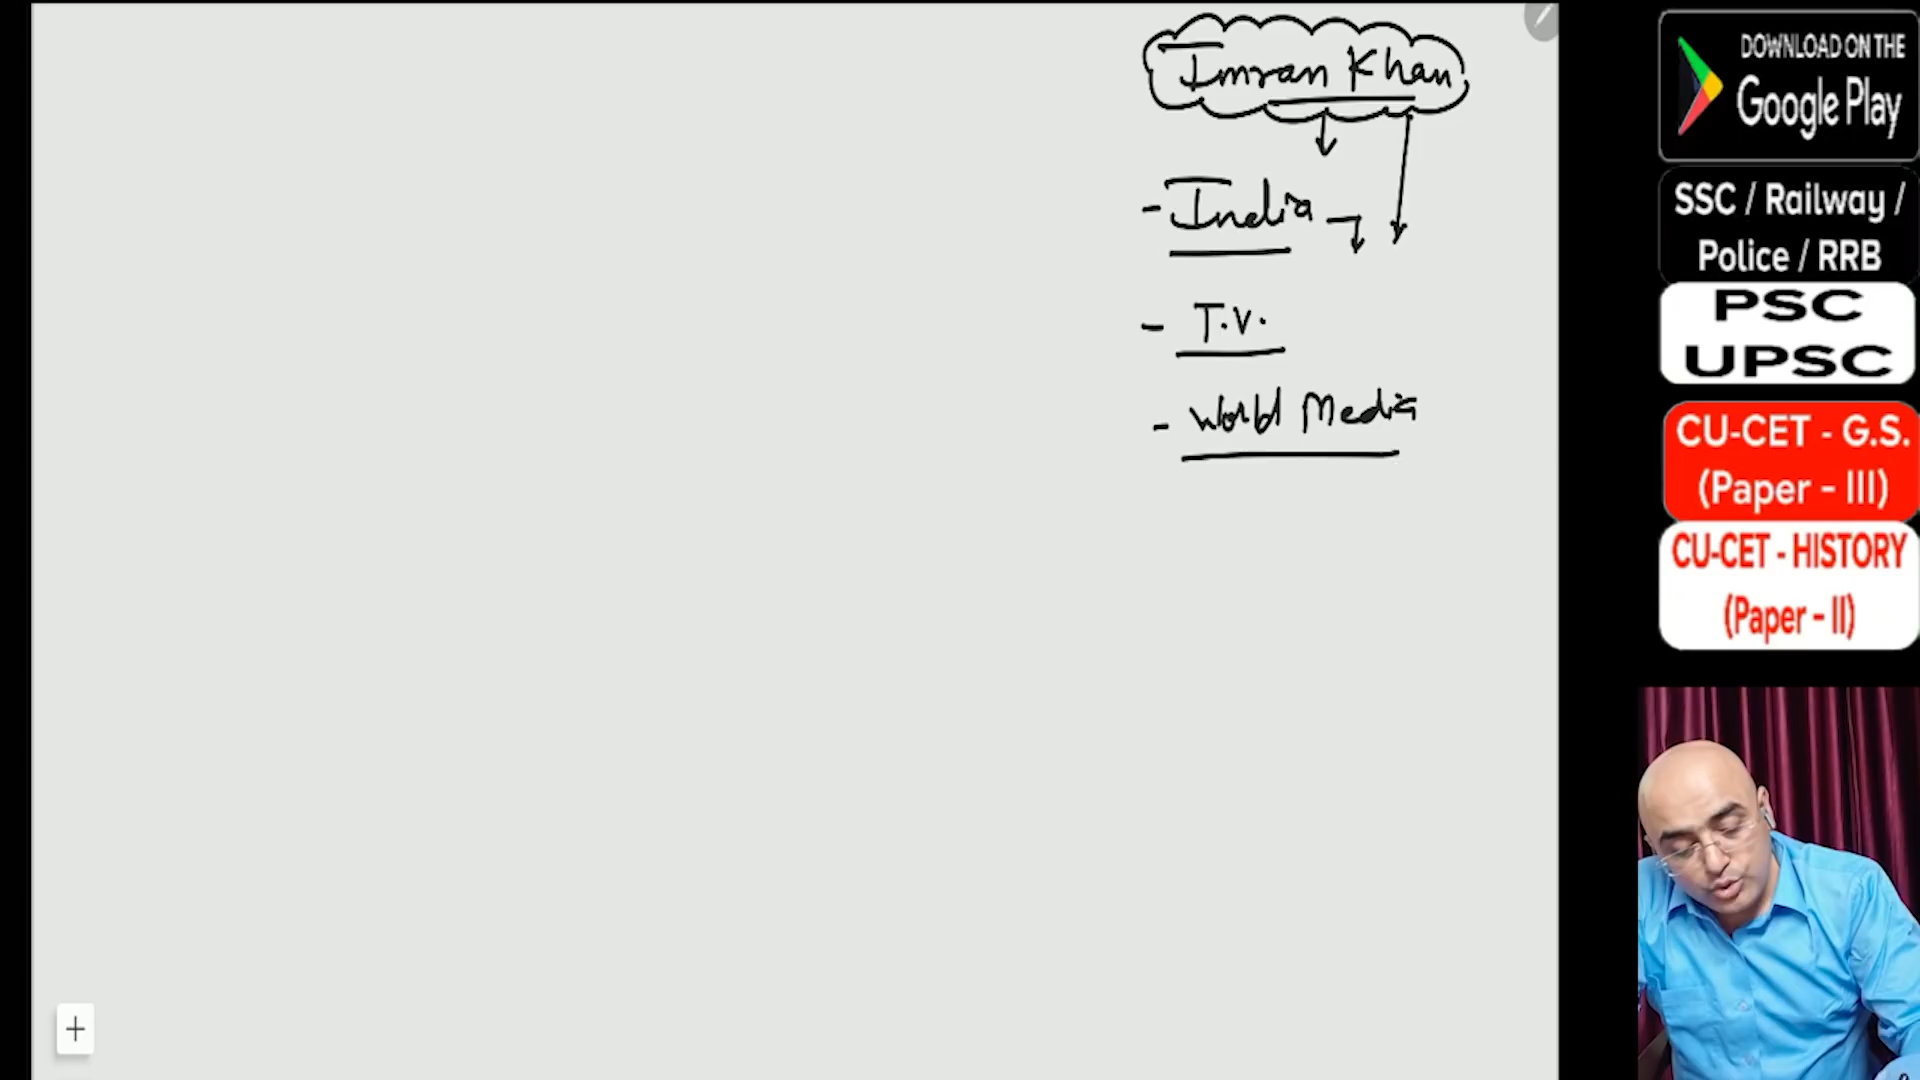 Imran Khan
- India
- T.V.
- World Media
DOWNLOAD ON THE
Google Play
SSC / Railway /
Police / RRB
PSC
UPSC
CU-CET - G.S.
(Paper - III)
CU-CET - HISTORY
(Paper - II)